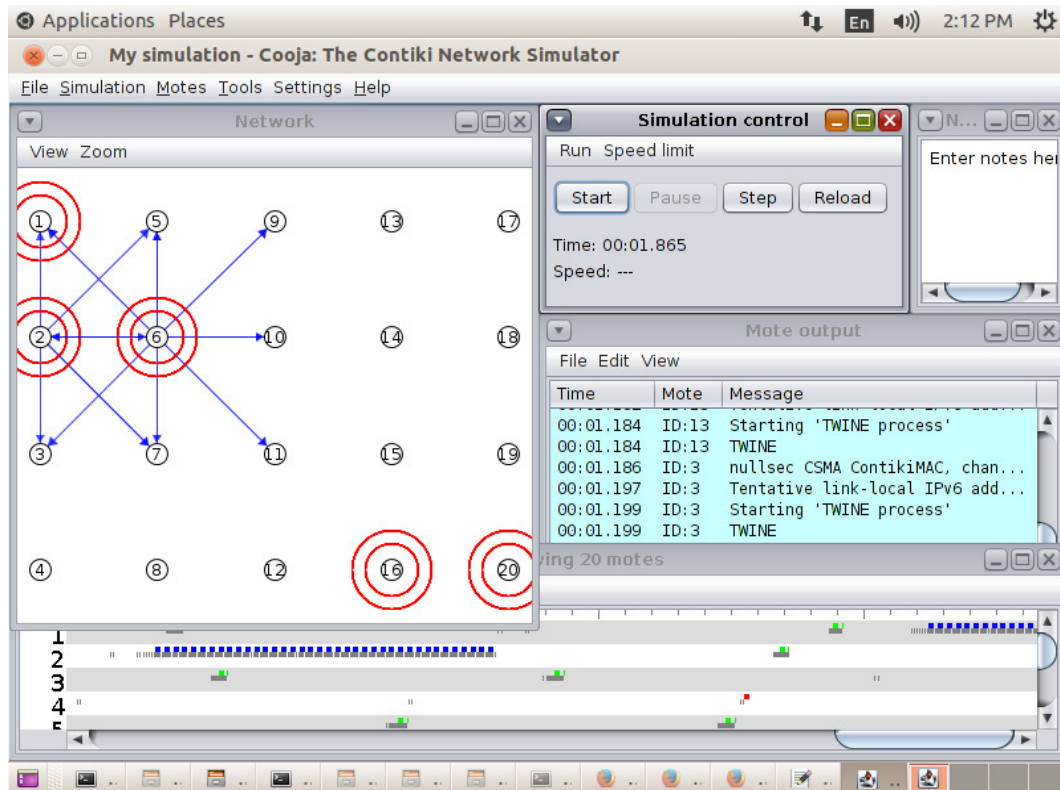 Applications Places En 2:12 PM
My simulation - Cooja: The Contiki Network Simulator
File Simulation Motes Tools Settings Help
Network
View Zoom
1 5 9 13 17
2 6 10 14 18
3 7 11 15 19
4 8 12 16 20
Simulation control
Run Speed limit
Start Pause Step Reload
Time: 00:01.865
Speed: ---
N...
Enter notes her
Mote output
File Edit View
Time Mote Message
00:01.184 ID:13 Starting 'TWINE process'
00:01.184 ID:13 TWINE
00:01.186 ID:3 nullsec CSMA ContikiMAC, chan...
00:01.197 ID:3 Tentative link-local IPv6 add...
00:01.199 ID:3 Starting 'TWINE process'
00:01.199 ID:3 TWINE
ing 20 motes
1
2
3
4
.. .. .. .. .. .. .. .. .. .. .. .. ..